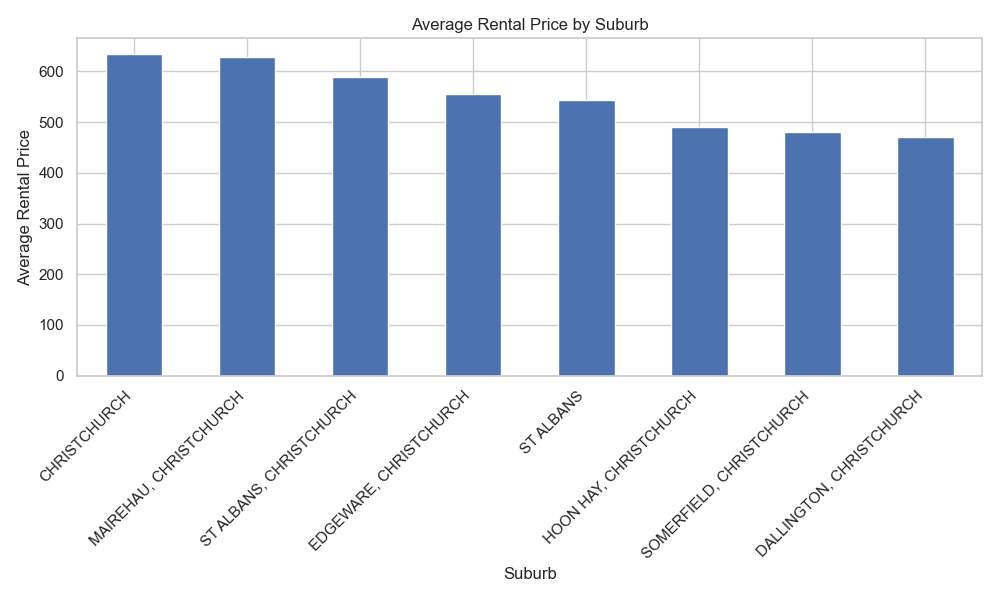 Average Rental Price by Suburb
Average Rental Price
600
500
400
300
200
100
0
CHRISTCHURCH
MAIREHAU, CHRISTCHURCH
ST ALBANS, CHRISTCHURCH
EDGEWARE, CHRISTCHURCH
ST ALBANS
HOON HAY, CHRISTCHURCH
SOMERFIELD, CHRISTCHURCH
DALLINGTON, CHRISTCHURCH
Suburb